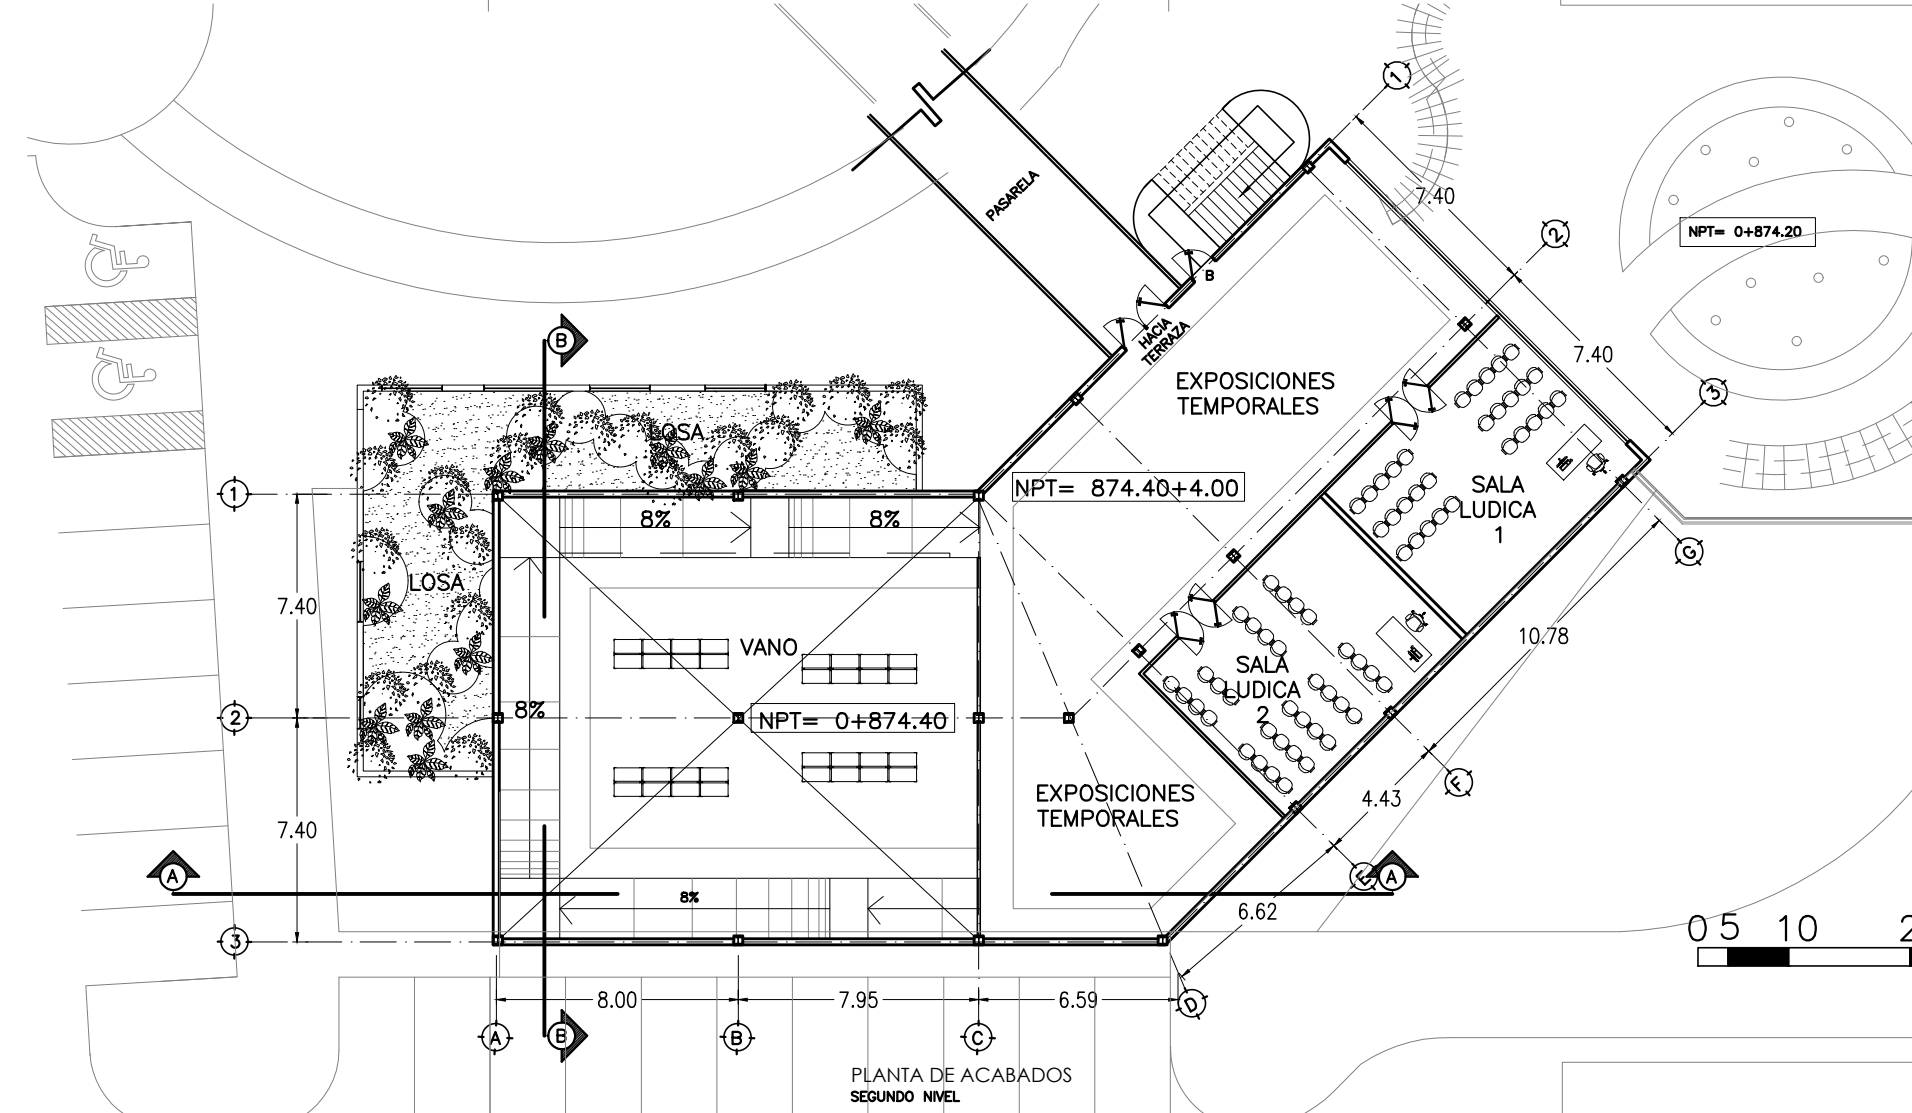 1
7.40
2
NPT= 0+874.20
PASARELA
B
HACIA
TERRAZA
7.40
B
3
EXPOSICIONES
TEMPORALES
LOSA
1
NPT= 874.40+4.00
SALA
LUDICA
1
8%
8%
G
LOSA
7.40
10.78
VANO
SALA
LUDICA
2
8%
2
NPT= 0+874.40
F
EXPOSICIONES
TEMPORALES
4.43
7.40
A
E
A
8%
6.62
3
0 5 10 2
8.00
7.95
6.59
D
A
B
B
C
PLANTA DE ACABADOS
SEGUNDO NIVEL